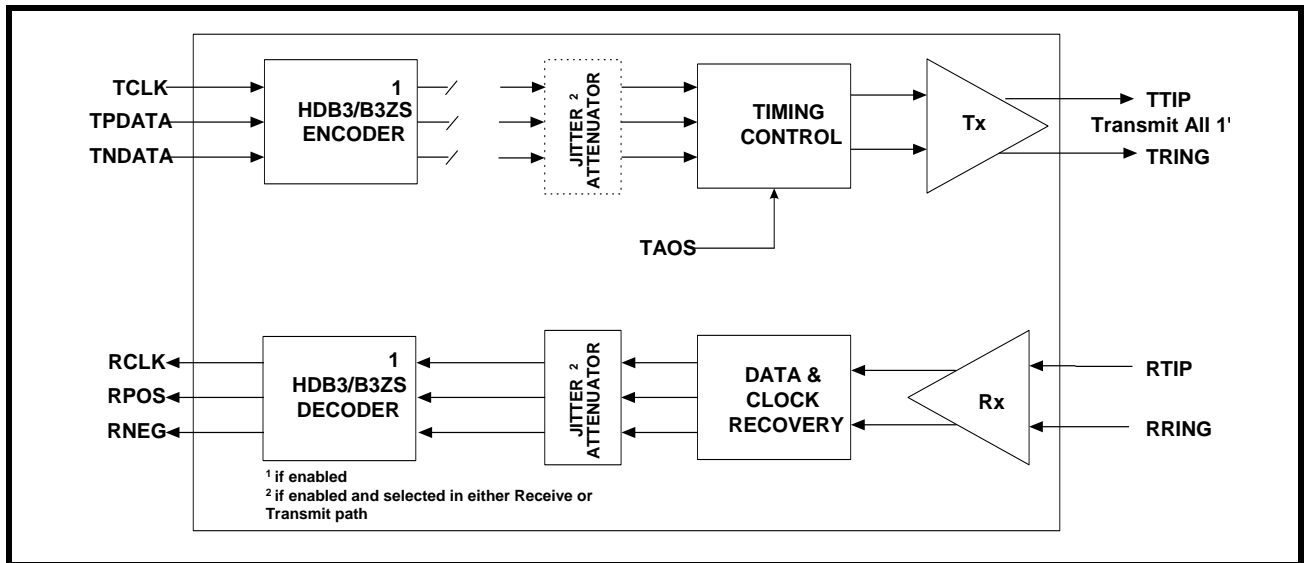 TCLK
TPDATA
TNDATA
1
HDB3/B3ZS
ENCODER
JITTER 2
ATTENUATOR
TIMING
CONTROL
Tx
TTIP
Transmit All 1'
TRING
TAOS
RCLK
RPOS
RNEG
1
HDB3/B3ZS
DECODER
JITTER 2
ATTENUATOR
DATA &
CLOCK
RECOVERY
Rx
RTIP
RRING
1 if enabled
2 if enabled and selected in either Receive or
Transmit path